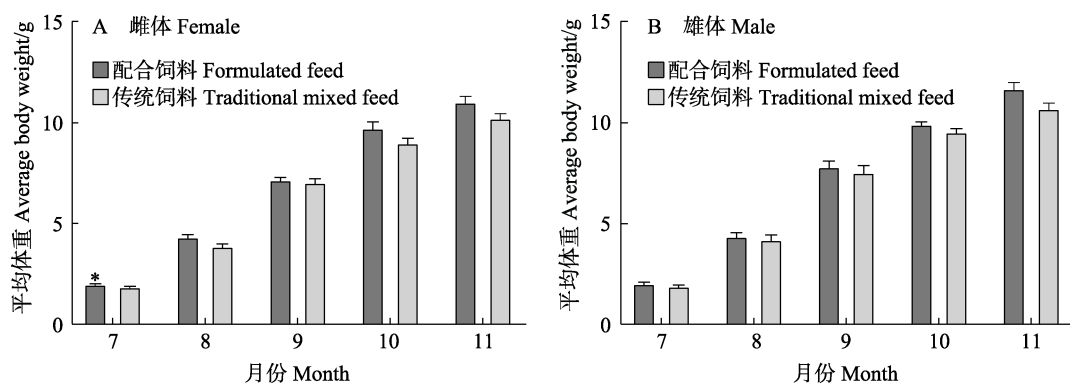 A 雌体 Female
配合饲料 Formulated feed
传统饲料 Traditional mixed feed
平均体重 Average body weight/g
15
10
5
0
*
7 8 9 10 11
月份 Month
B 雄体 Male
配合饲料 Formulated feed
传统饲料 Traditional mixed feed
平均体重 Average body weight/g
15
10
5
0
7 8 9 10 11
月份 Month